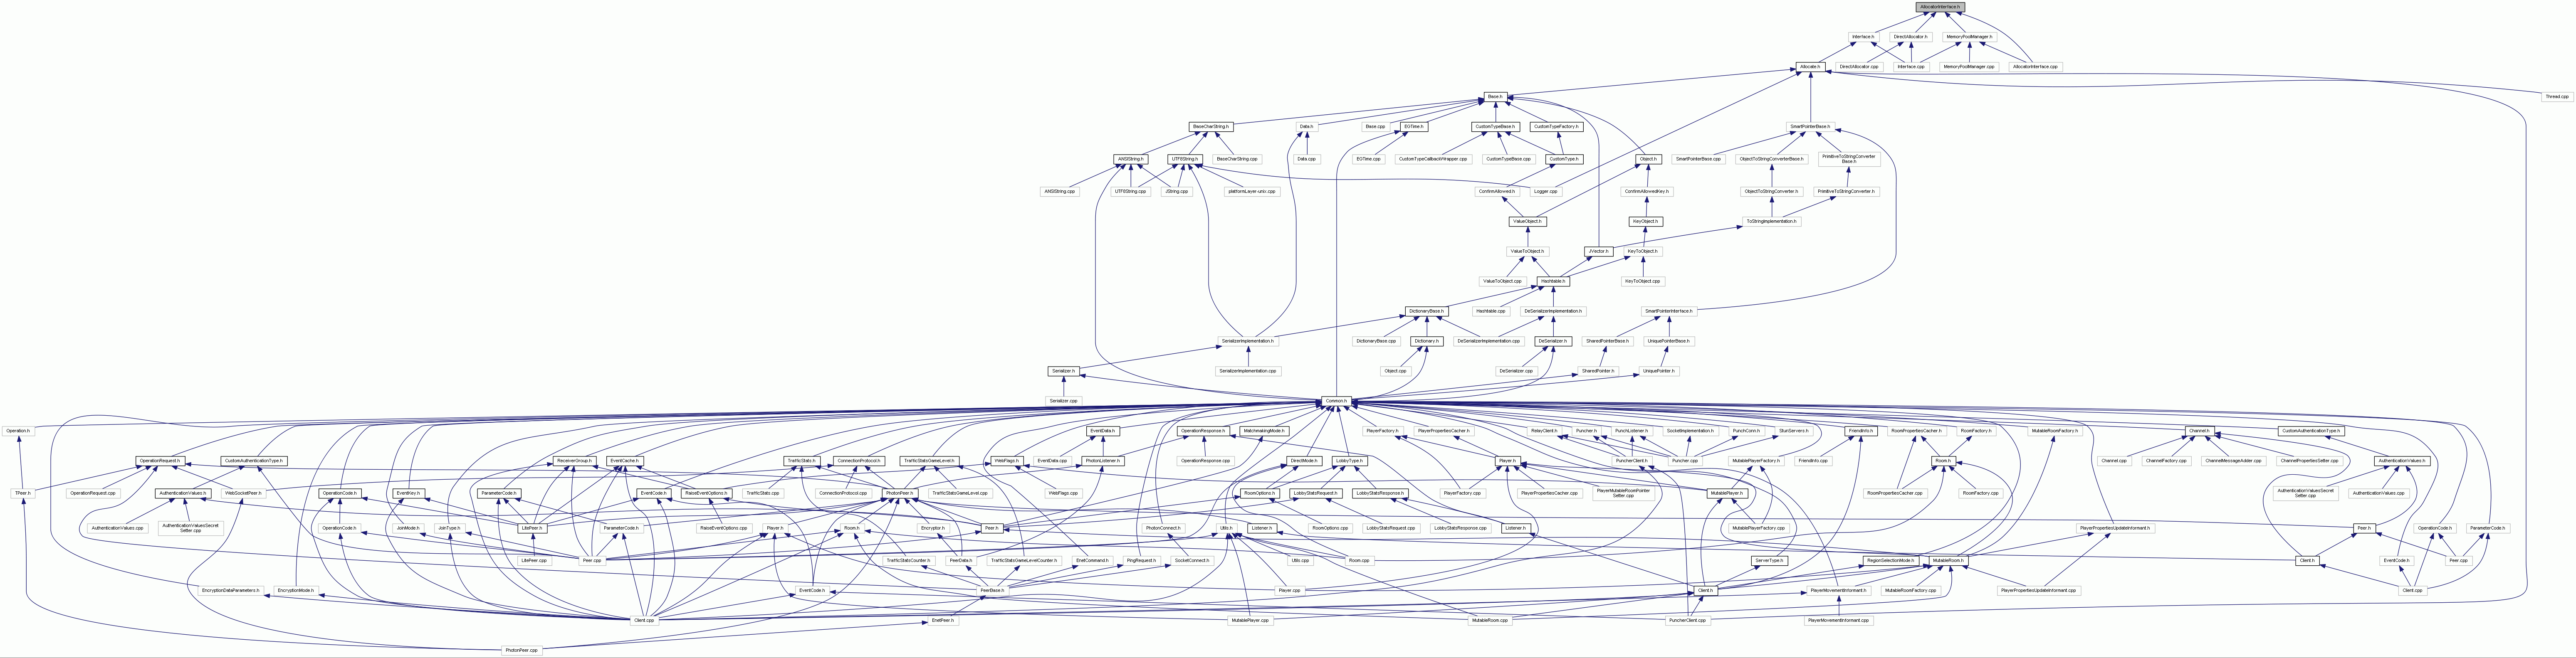 AllocatorInterface.h
Interface.h
DirectAllocator.h
MemoryPoolManager.h
Allocate.h
DirectAllocator.cpp
Interface.cpp
MemoryPoolManager.cpp
AllocatorInterface.cpp
Base.h
Thread.cpp
BaseCharString.h
Data.h
Base.cpp
EGTime.h
CustomTypeBase.h
CustomTypeFactory.h
SmartPointerBase.h
ANSIString.h
UTF8String.h
BaseCharString.cpp
Data.cpp
EGTime.cpp
CustomTypeCallbackWrapper.cpp
CustomTypeBase.cpp
CustomType.h
Object.h
SmartPointerBase.cpp
ObjectToStringConverterBase.h
PrimitiveToStringConverter
Base.h
ANSIString.cpp
UTF8String.cpp
JString.cpp
platformLayer-unix.cpp
ConfirmAllowed.h
Logger.cpp
ConfirmAllowedKey.h
ObjectToStringConverter.h
PrimitiveToStringConverter.h
ValueObject.h
KeyObject.h
ToStringImplementation.h
ValueToObject.h
JVector.h
KeyToObject.h
ValueToObject.cpp
Hashtable.h
KeyToObject.cpp
DictionaryBase.h
Hashtable.cpp
DeSerializerImplementation.h
SmartPointerInterface.h
SerializerImplementation.h
DictionaryBase.cpp
Dictionary.h
DeSerializerImplementation.cpp
DeSerializer.h
SharedPointerBase.h
UniquePointerBase.h
Serializer.h
SerializerImplementation.cpp
Object.cpp
DeSerializer.cpp
SharedPointer.h
UniquePointer.h
Serializer.cpp
Common.h
Operation.h
EventData.h
OperationResponse.h
MatchmakingMode.h
PlayerFactory.h
PlayerPropertiesCacher.h
RelayClient.h
Puncher.h
PunchListener.h
SocketImplementation.h
PunchConn.h
StunServers.h
FriendInfo.h
RoomPropertiesCacher.h
RoomFactory.h
MutableRoomFactory.h
Channel.h
CustomAuthenticationType.h
OperationRequest.h
CustomAuthenticationType.h
ReceiverGroup.h
EventCache.h
TrafficStats.h
ConnectionProtocol.h
TrafficStatsGameLevel.h
WebFlags.h
EventData.cpp
PhotonListener.h
OperationResponse.cpp
DirectMode.h
LobbyType.h
Player.h
PuncherClient.h
Puncher.cpp
MutablePlayerFactory.h
FriendInfo.cpp
Room.h
Channel.cpp
ChannelFactory.cpp
ChannelMessageAdder.cpp
ChannelPropertiesSetter.cpp
AuthenticationValues.h
TPeer.h
OperationRequest.cpp
AuthenticationValues.h
WebSocketPeer.h
OperationCode.h
EventKey.h
ParameterCode.h
EventCode.h
RaiseEventOptions.h
TrafficStats.cpp
ConnectionProtocol.cpp
PhotonPeer.h
TrafficStatsGameLevel.cpp
WebFlags.cpp
RoomOptions.h
LobbyStatsRequest.h
LobbyStatsResponse.h
PlayerFactory.cpp
PlayerPropertiesCacher.cpp
PlayerMutableRoomPointer
Setter.cpp
MutablePlayer.h
RoomPropertiesCacher.cpp
RoomFactory.cpp
AuthenticationValuesSecret
Setter.cpp
AuthenticationValues.cpp
AuthenticationValues.cpp
AuthenticationValuesSecret
Setter.cpp
OperationCode.h
JoinMode.h
JoinType.h
LitePeer.h
ParameterCode.h
RaiseEventOptions.cpp
Player.h
Room.h
Encryptor.h
Peer.h
PhotonConnect.h
Utils.h
Listener.h
RoomOptions.cpp
LobbyStatsRequest.cpp
LobbyStatsResponse.cpp
Listener.h
MutablePlayerFactory.cpp
Peer.h
PlayerPropertiesUpdateInformant.h
OperationCode.h
ParameterCode.h
LitePeer.cpp
Peer.cpp
TrafficStatsCounter.h
PeerData.h
TrafficStatsGameLevelCounter.h
EnetCommand.h
PingRequest.h
SocketConnect.h
Utils.cpp
Room.cpp
ServerType.h
RegionSelectionMode.h
MutableRoom.h
Client.h
EventCode.h
Peer.cpp
EncryptionDataParameters.h
EncryptionMode.h
EventCode.h
PeerBase.h
Player.cpp
Client.h
PlayerMovementInformant.h
MutableRoomFactory.cpp
PlayerPropertiesUpdateInformant.cpp
Client.cpp
Client.cpp
EnetPeer.h
MutablePlayer.cpp
MutableRoom.cpp
PuncherClient.cpp
PlayerMovementInformant.cpp
PhotonPeer.cpp